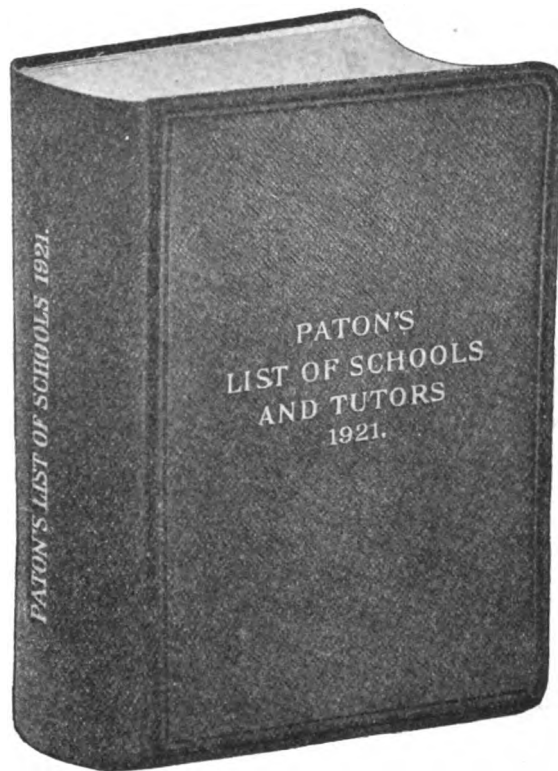 PATON'S LIST OF SCHOOLS 1921.
PATON'S
LIST OF SCHOOLS
AND TUTORS
1921.